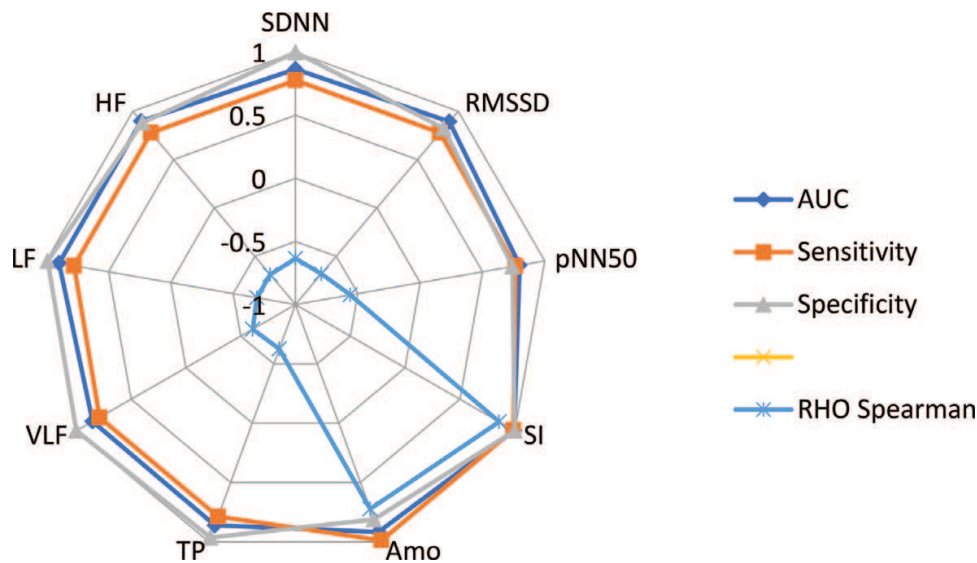 SDNN
1
HF
RMSSD
0.5
0
AUC
-0.5
Sensitivity
LF
pNN50
-1
Specificity
RHO Spearman
VLF
SI
TP
Amo